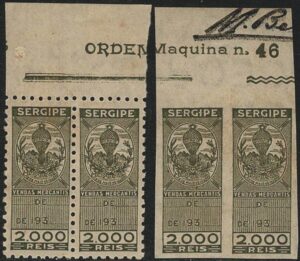 ORDEM Maquina n. 46
SERGIPE SERGIPE
VENDAS MERCANTIS VENDAS MERCANTIS
DE DE
DE 193 DE 193
2.000 2.000
REIS REIS
SERGIPE SERGIPE
VENDAS MERCANTIS VENDAS MERCANTIS
DE DE
DE 193 DE 193
2.000 2.000
REIS REIS